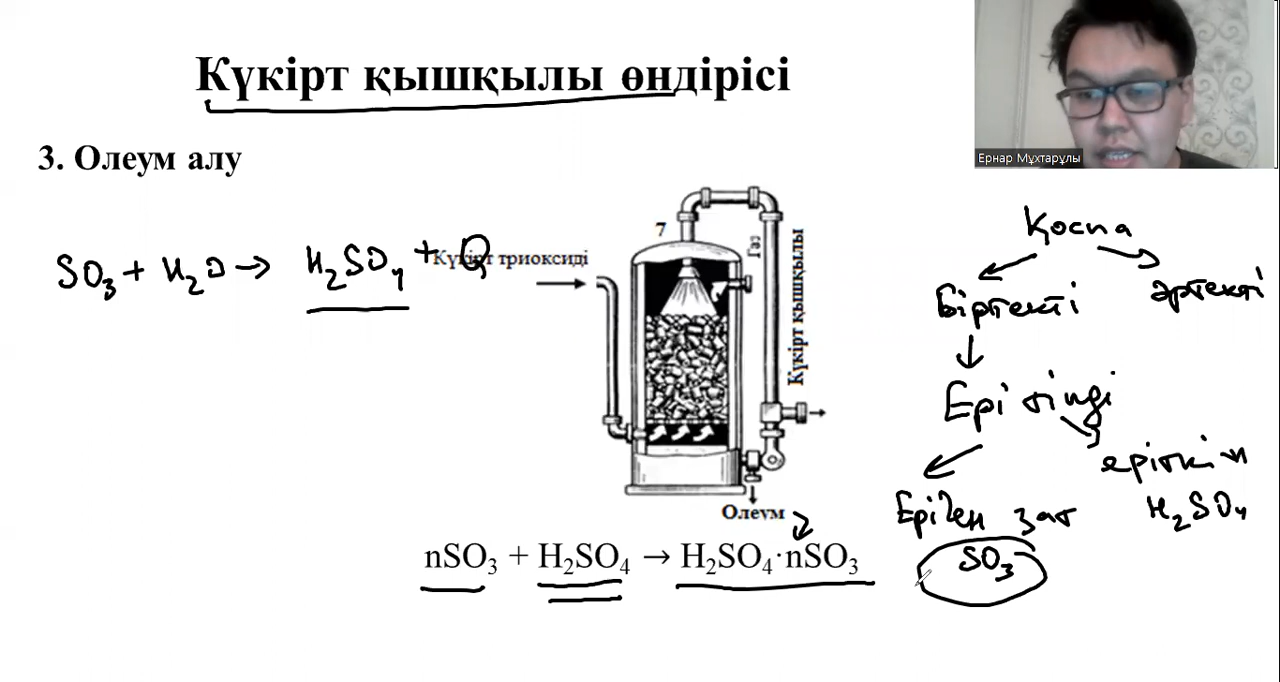 Күкірт қышқылы өндірісі
Ернар Мұхтарұлы
3. Олеум алу
SO₃ + H₂O → H₂SO₄ + Q
Күкірт триоксиді
7
Газ
Күкірт қышқылы
Олеум
nSO₃ + H₂SO₄ → H₂SO₄·nSO₃
Қоспа
Біртекті
әртекті
Ерітінді
Еріген зат
SO₃
еріткіш
H₂SO₄